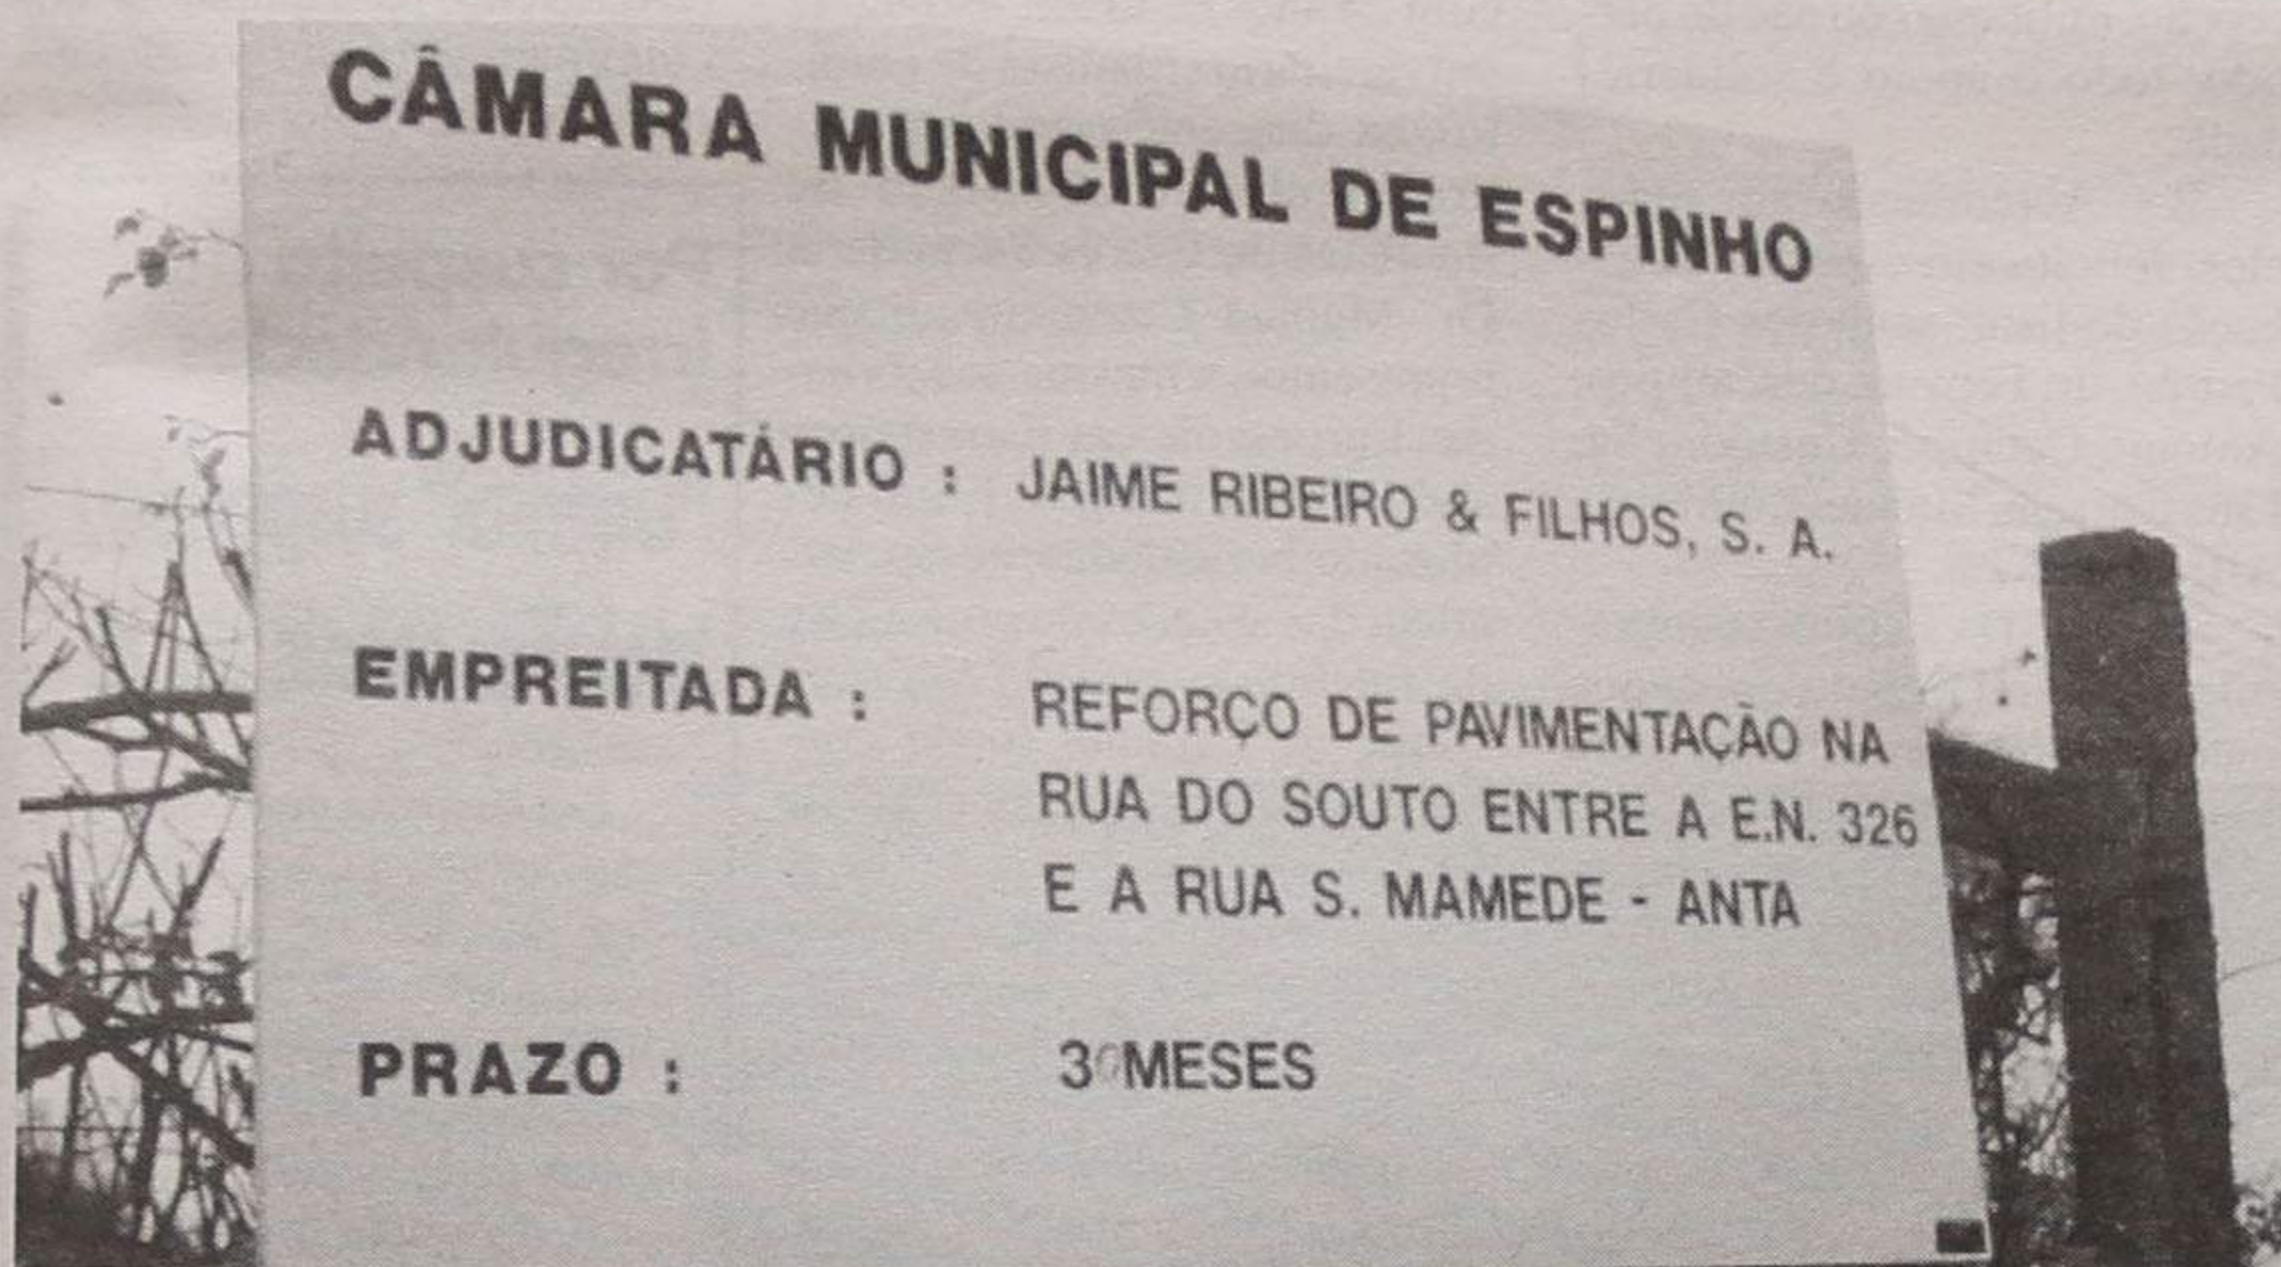 CÂMARA MUNICIPAL DE ESPINHO
ADJUDICATÁRIO : JAIME RIBEIRO & FILHOS, S. A.
EMPREITADA : REFORÇO DE PAVIMENTAÇÃO NA
RUA DO SOUTO ENTRE A E.N. 326
E A RUA S. MAMEDE - ANTA
PRAZO : 30 MESES